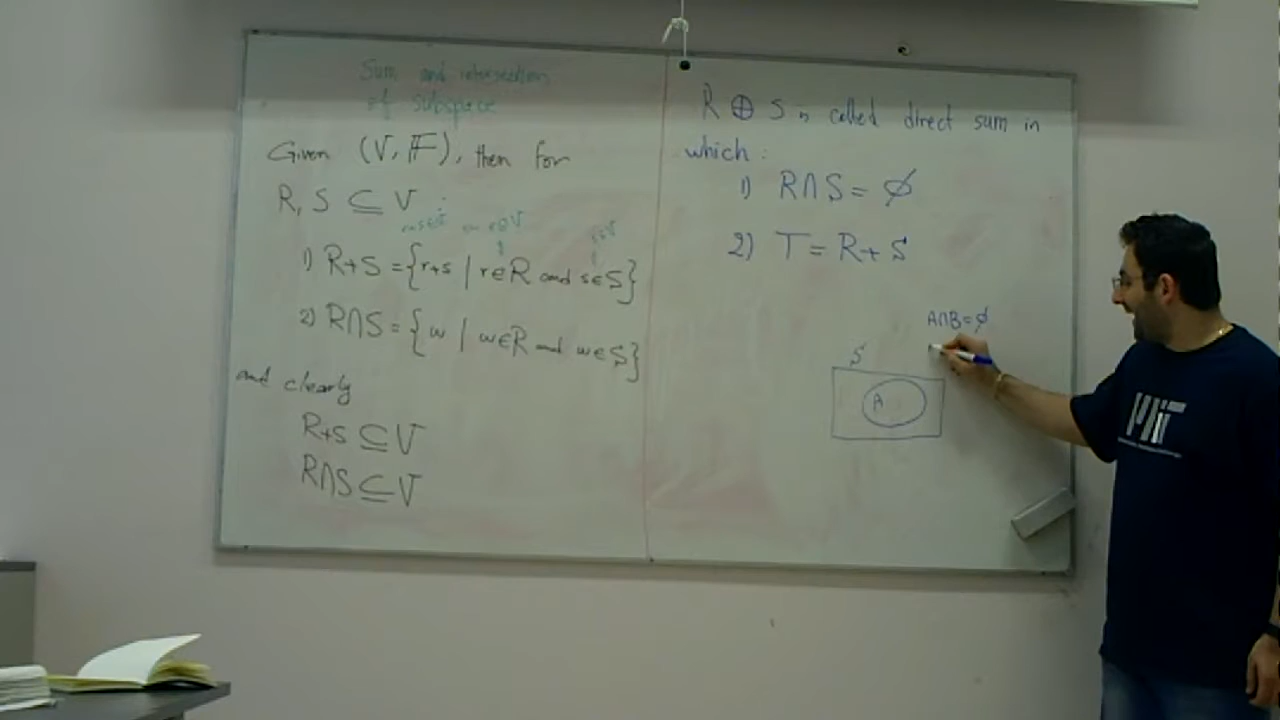 Sum and intersection
of subspace
Given (V, F), then for
R, S ⊆ V
1) R+S = {r+s | r∈R and s∈S}
2) R∩S = {w | w∈R and w∈S}
and clearly
R+S ⊆ V
R∩S ⊆ V
R ⊕ S is called direct sum in
which :
1) R∩S = ∅
2) T = R+S
A∩B = ∅
S
A
MIT